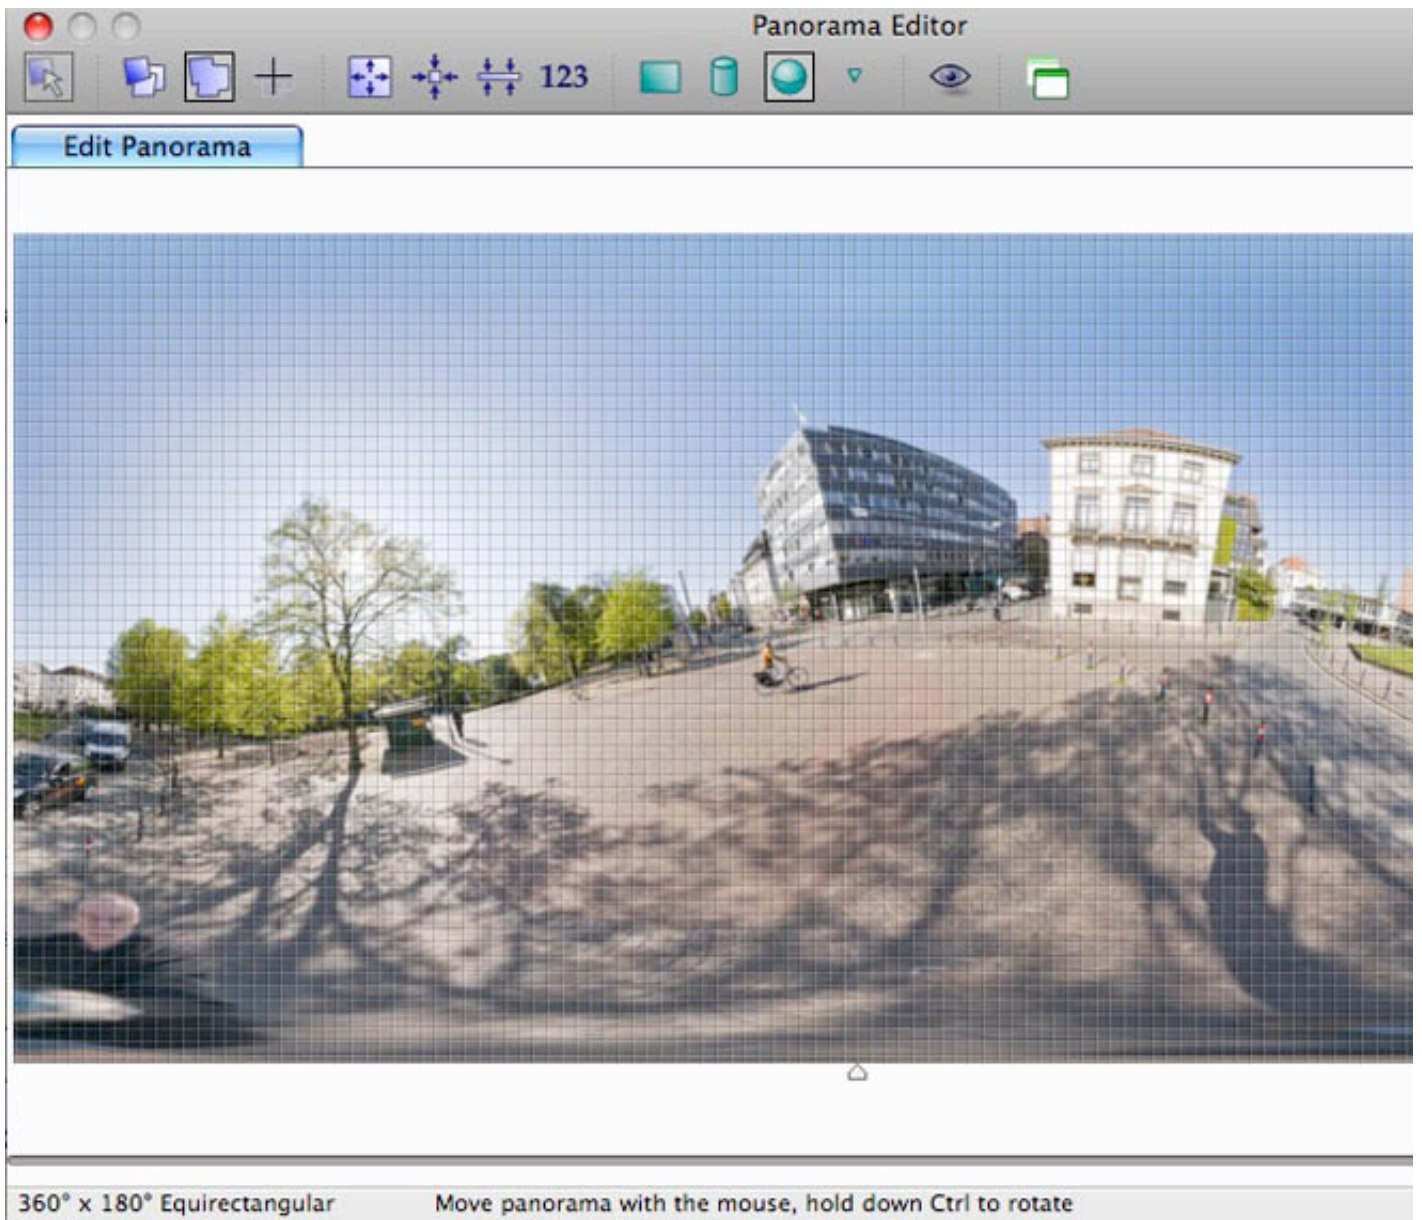 Panorama Editor
123
Edit Panorama
360° x 180° Equirectangular
Move panorama with the mouse, hold down Ctrl to rotate